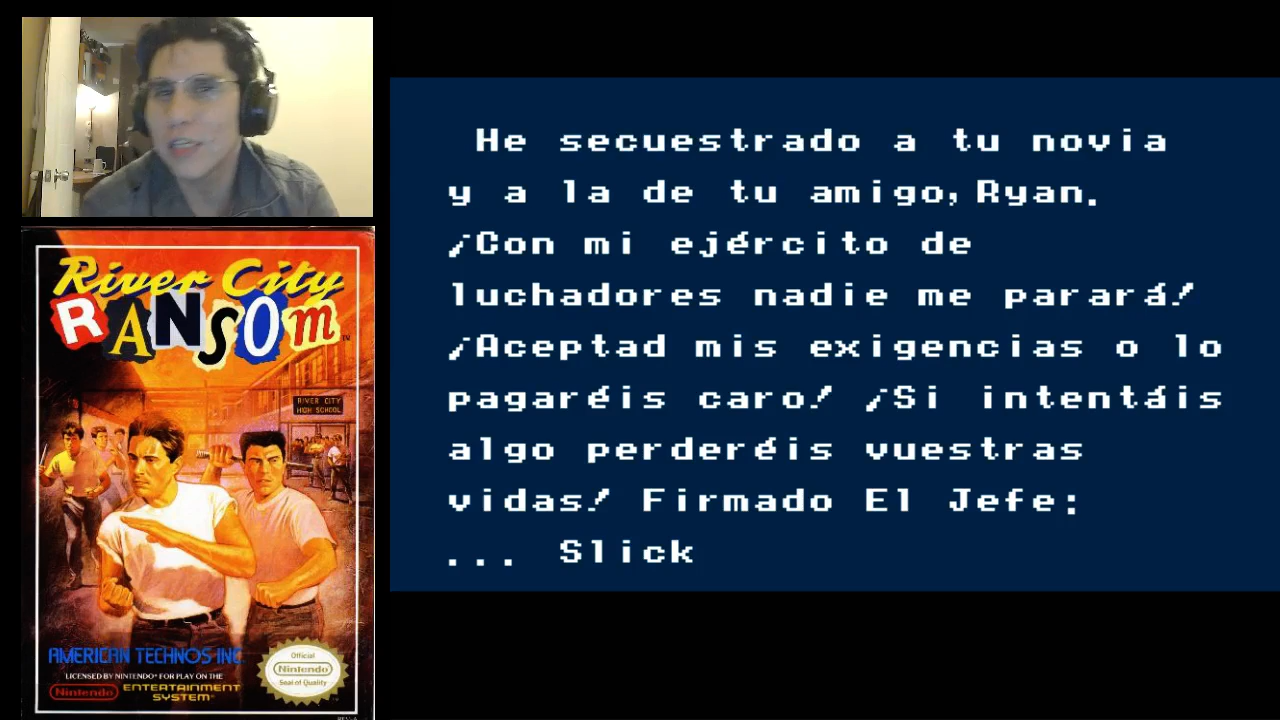 He secuestrado a tu novia
y a la de tu amigo, Ryan.
¡Con mi ejército de
luchadores nadie me parará!
¡Aceptad mis exigencias o lo
pagaréis caro! ¡Si intentáis
algo perderéis vuestras
vidas! Firmado El Jefe:
... Slick
River City
RANSOM™
RIVER CITY
HIGH SCHOOL
AMERICAN TECHNOS INC.
LICENSED BY NINTENDO® FOR PLAY ON THE
Nintendo ENTERTAINMENT
SYSTEM®
Official
Nintendo
Seal of Quality
REV-A